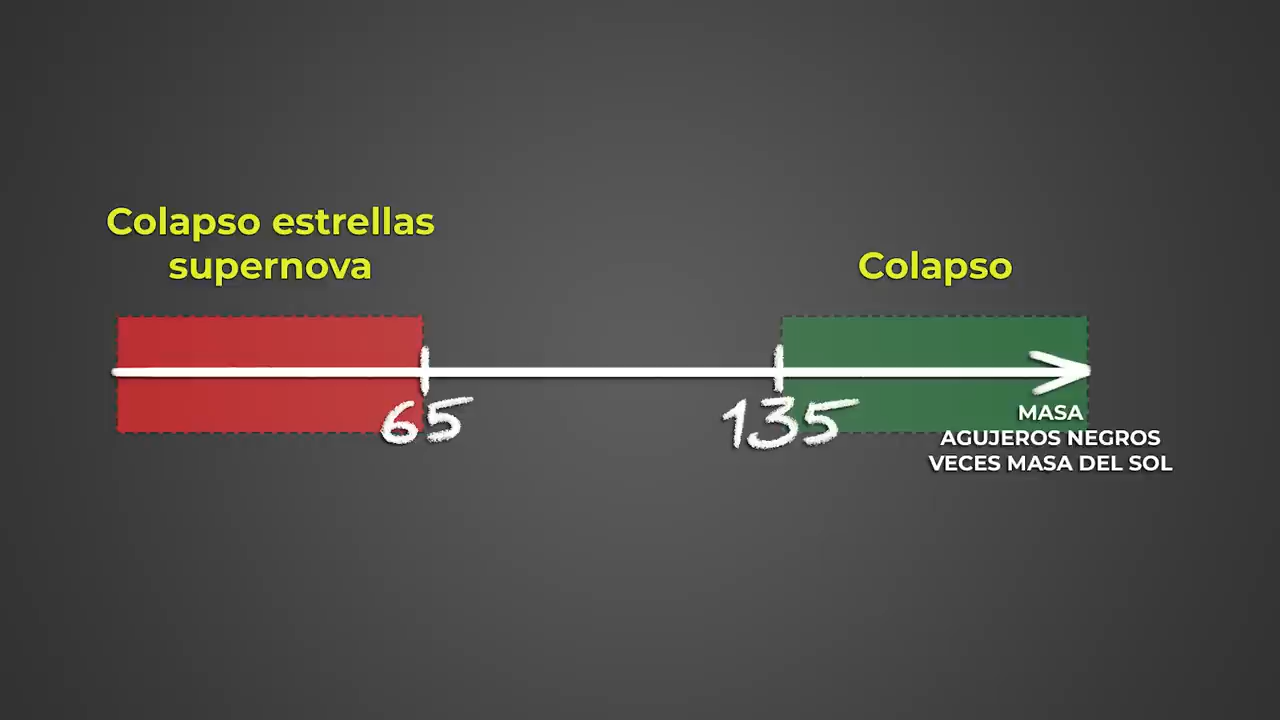 Colapso estrellas
supernova
Colapso
65
135
MASA
AGUJEROS NEGROS
VECES MASA DEL SOL